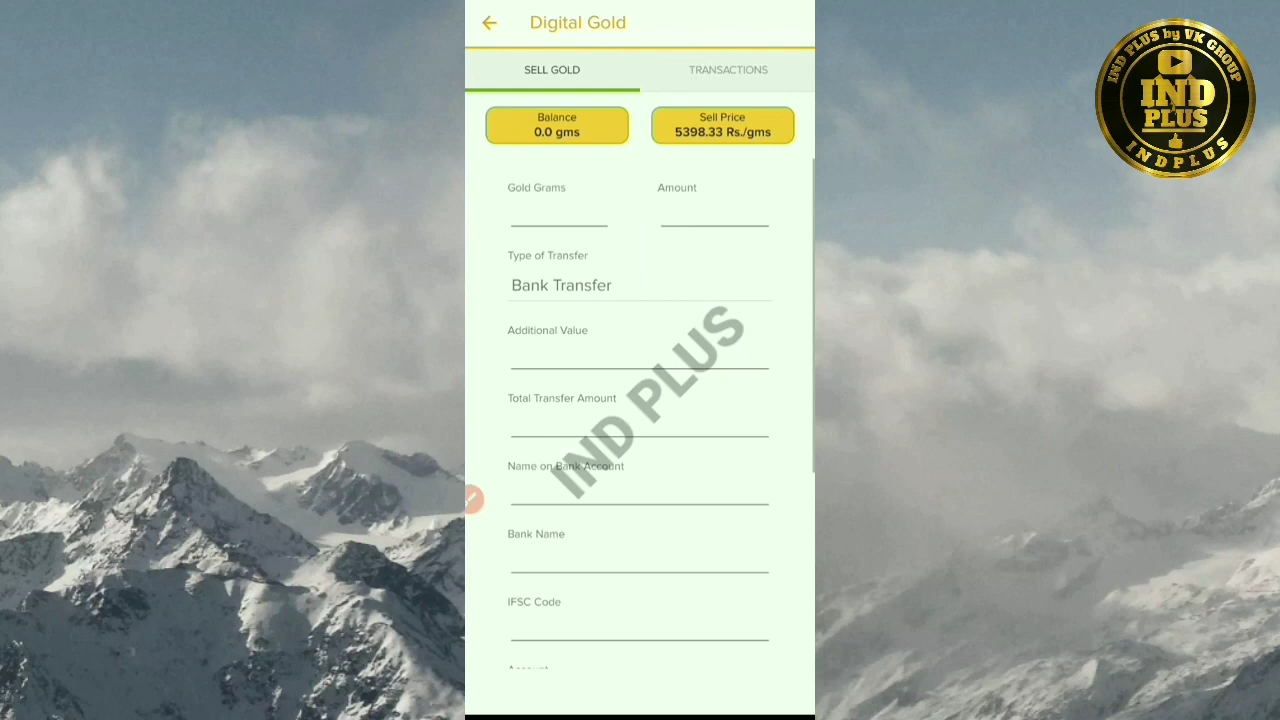 Digital Gold
SELL GOLD
TRANSACTIONS
Balance
0.0 gms
Sell Price
5398.33 Rs./gms
Gold Grams
Amount
Type of Transfer
Bank Transfer
Additional Value
Total Transfer Amount
Name on Bank Account
Bank Name
IFSC Code
Account
IND PLUS
IND PLUS by VK GROUP
IND
PLUS
INDPLUS